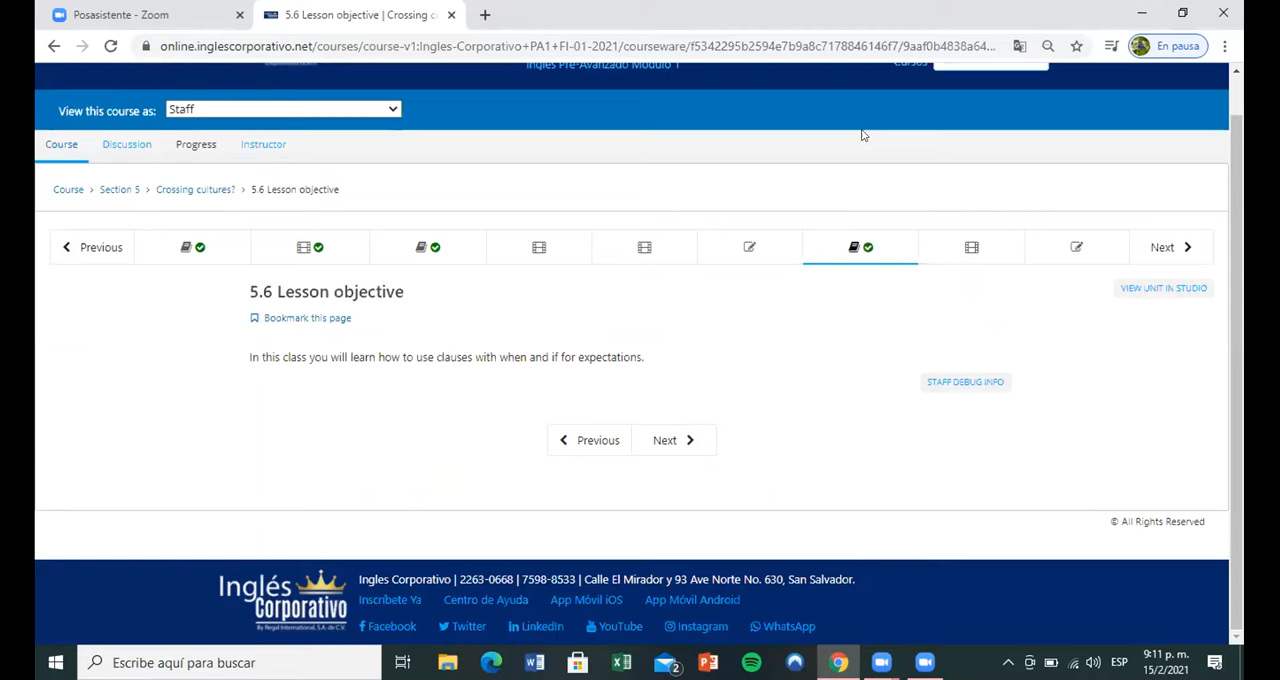 Posasistente - Zoom
5.6 Lesson objective | Crossing c
online.inglescorporativo.net/courses/course-v1:Ingles-Corporativo+PA1+FI-01-2021/courseware/f5342295b2594e7b9a8c7178846146f7/9aaf0b4838a64...
En pausa
Ingles Pre-Avanzado Modulo 1
Cursos
View this course as: Staff
Course Discussion Progress Instructor
Course > Section 5 > Crossing cultures? > 5.6 Lesson objective
Previous
Next
5.6 Lesson objective
VIEW UNIT IN STUDIO
Bookmark this page
In this class you will learn how to use clauses with when and if for expectations.
STAFF DEBUG INFO
Previous Next
© All Rights Reserved
Inglés Corporativo
By Regal International, S.A. de C.V.
Ingles Corporativo | 2263-0668 | 7598-8533 | Calle El Mirador y 93 Ave Norte No. 630, San Salvador.
Inscríbete Ya Centro de Ayuda App Móvil iOS App Móvil Android
Facebook Twitter LinkedIn YouTube Instagram WhatsApp
Escribe aquí para buscar
2
ESP
9:11 p. m.
15/2/2021